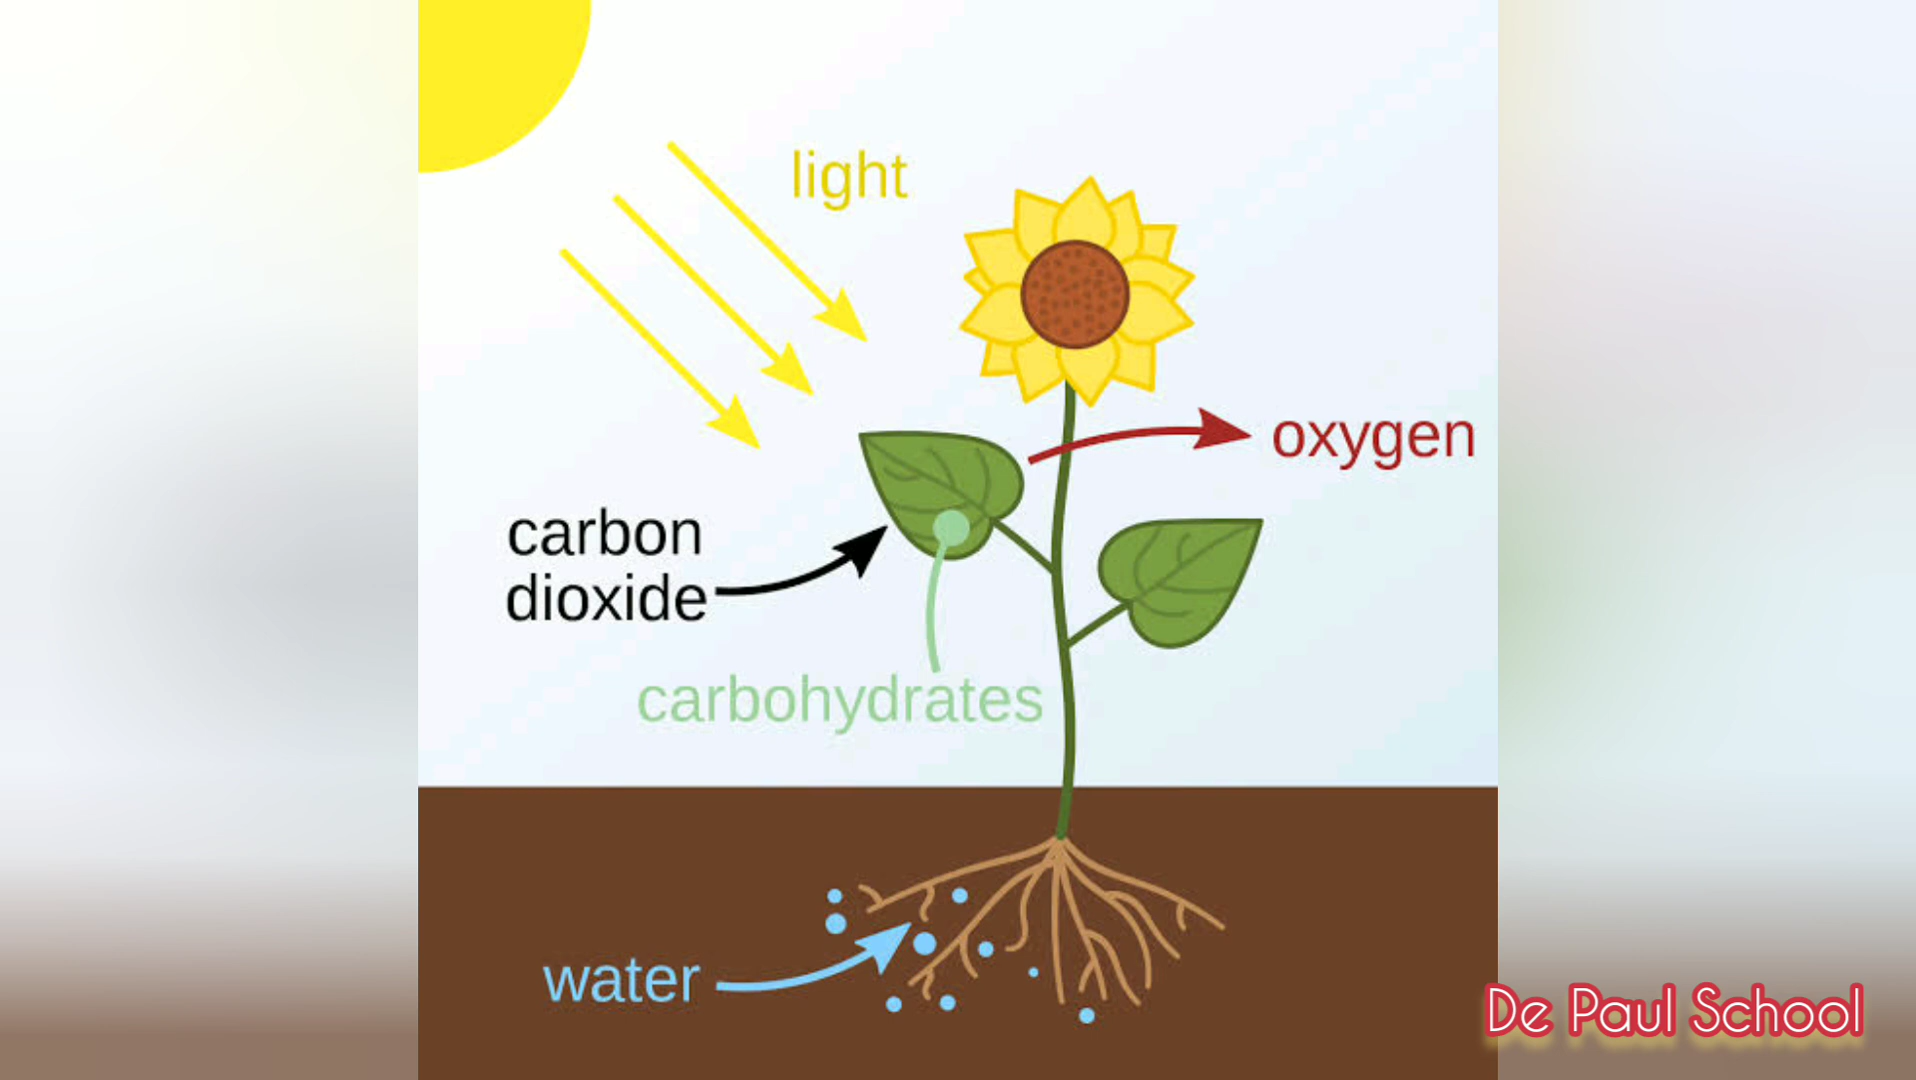 light
oxygen
carbon
dioxide
carbohydrates
water
De Paul School